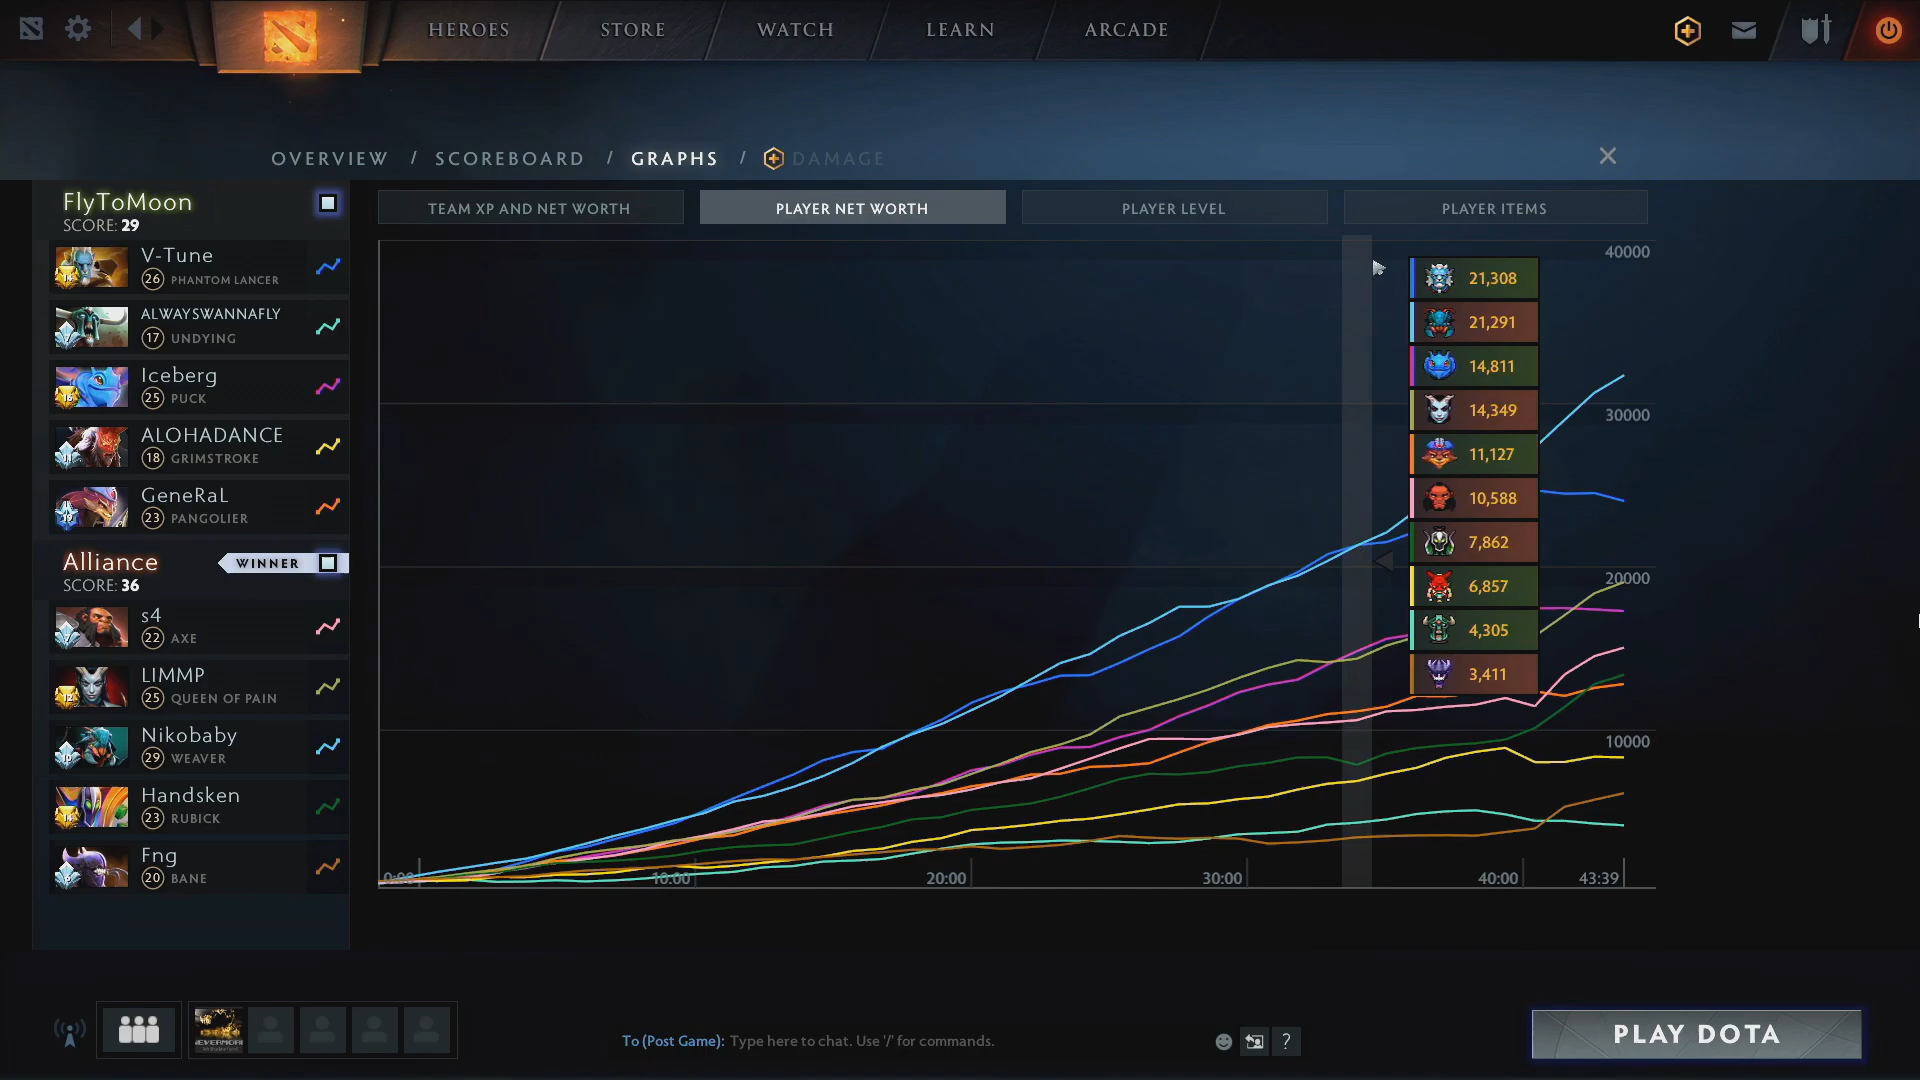 HEROES
STORE
WATCH
LEARN
ARCADE
OVERVIEW / SCOREBOARD / GRAPHS / DAMAGE
TEAM XP AND NET WORTH
PLAYER NET WORTH
PLAYER LEVEL
PLAYER ITEMS
FlyToMoon
SCORE: 29
V-Tune
26 PHANTOM LANCER
ALWAYSWANNAFLY
17 UNDYING
Iceberg
25 PUCK
ALOHADANCE
18 GRIMSTROKE
GeneRaL
23 PANGOLIER
Alliance
WINNER
SCORE: 36
s4
22 AXE
LIMMP
25 QUEEN OF PAIN
Nikobaby
29 WEAVER
Handsken
23 RUBICK
Fng
20 BANE
40000
30000
20000
10000
21,308
21,291
14,811
14,349
11,127
10,588
7,862
6,857
4,305
3,411
0:00
10:00
20:00
30:00
40:00
43:39
To (Post Game): Type here to chat. Use '/' for commands.
?
PLAY DOTA